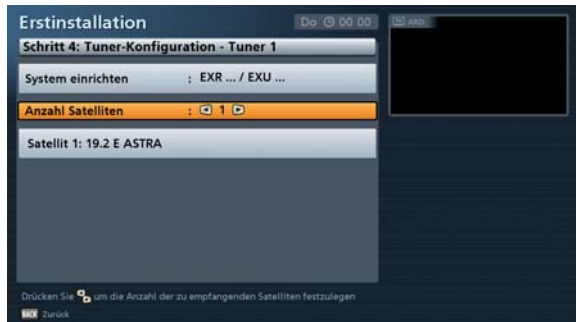 Erstinstallation
Do 00 00
ARD
Schritt 4: Tuner-Konfiguration - Tuner 1
System einrichten : EXR ... / EXU ...
Anzahl Satelliten : 1
Satellit 1: 19.2 E ASTRA
Drücken Sie um die Anzahl der zu empfangenden Satelliten festzulegen
BACK Zurück